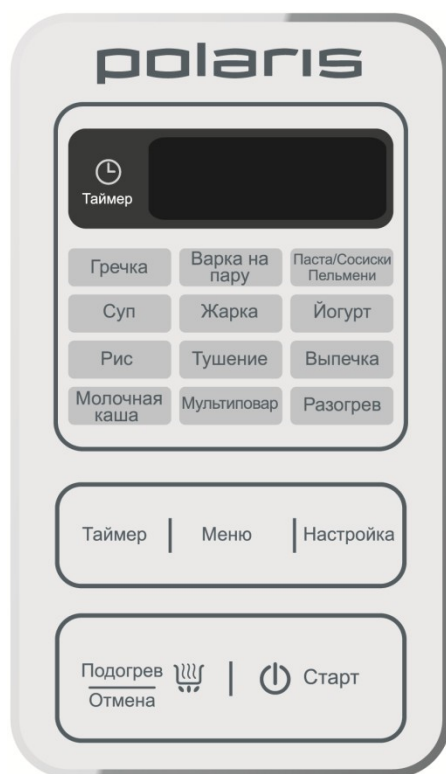 polaris
Таймер
Гречка
Варка на
пару
Паста/Сосиски
Пельмени
Суп
Жарка
Йогурт
Рис
Тушение
Выпечка
Молочная
каша
Мультиповар
Разогрев
Таймер
Меню
Настройка
Подогрев
Отмена
Старт